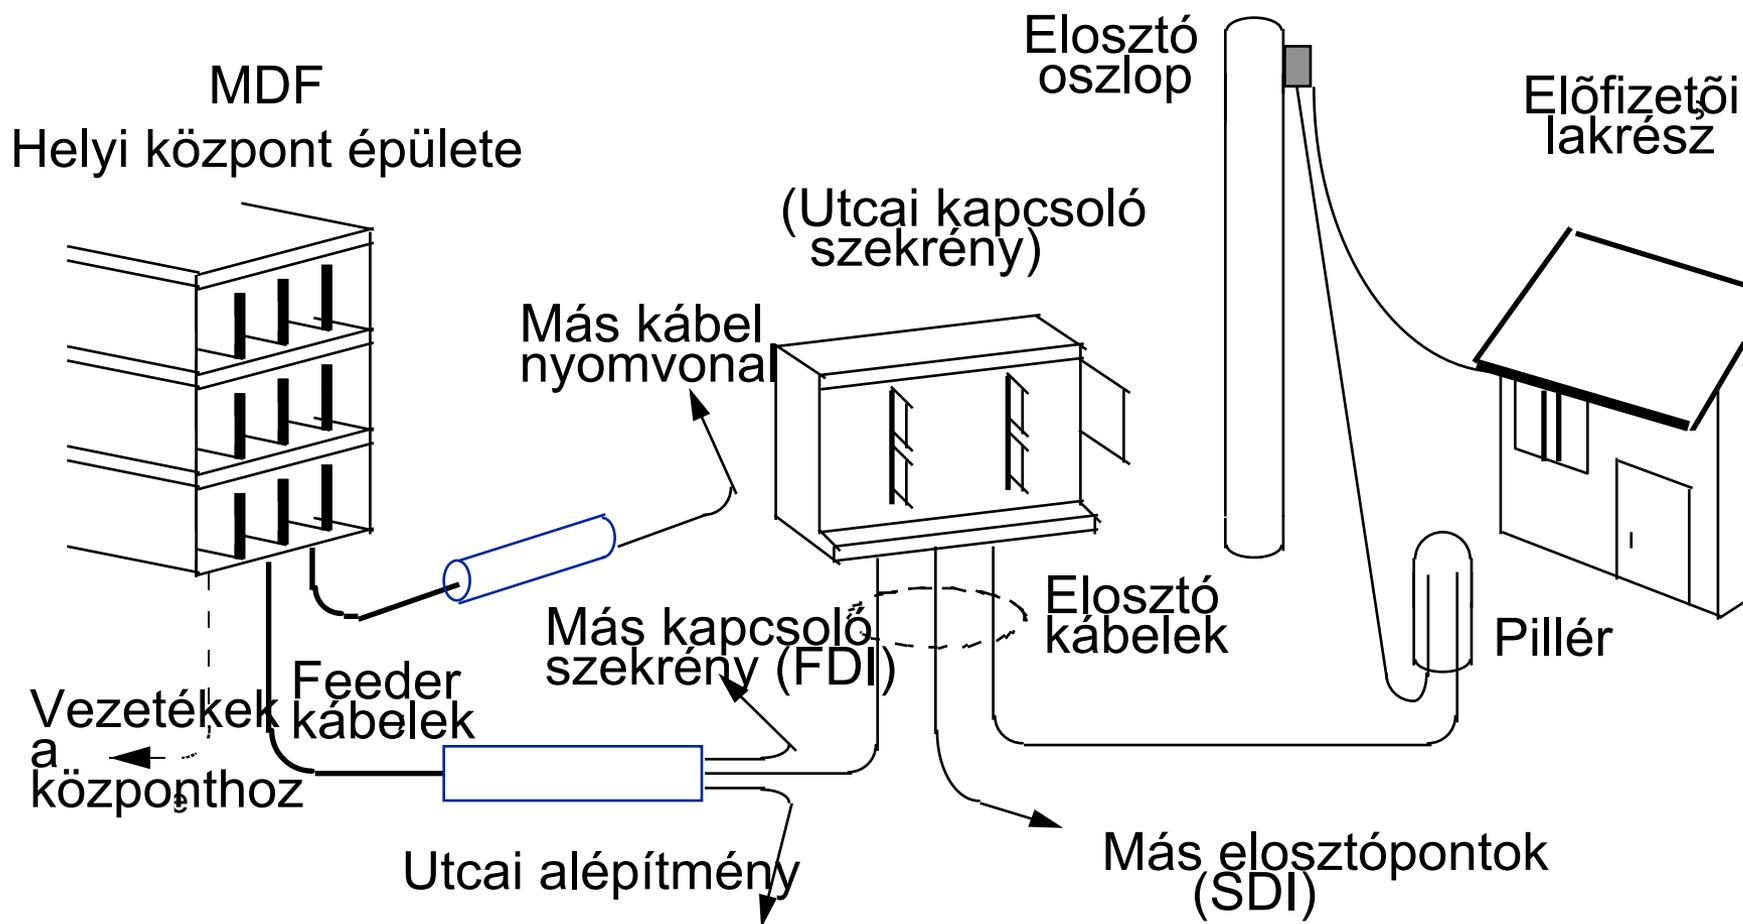 MDF
Helyi központ épülete
Elosztó
oszlop
Elõfizetõi
lakrész
(Utcai kapcsoló
szekrény)
Más kábel
nyomvonal
Más kapcsoló
szekrény (FDI)
Elosztó
kábelek
Pillér
Vezetékek
a
központhoz
Feeder
kábelek
Utcai alépítmény
Más elosztópontok
(SDI)